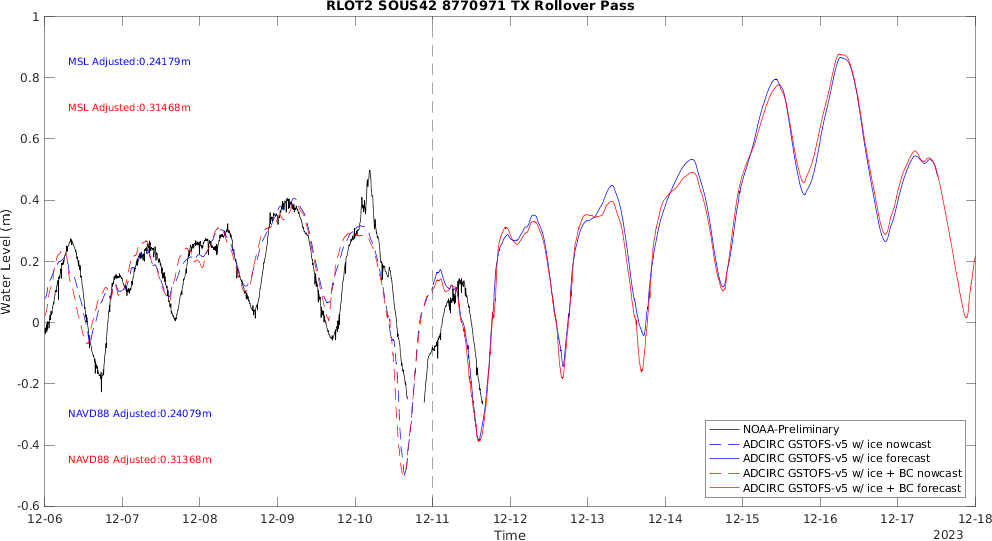 RLOT2 SOUS42 8770971 TX Rollover Pass
1
0.8
0.6
0.4
0.2
0
-0.2
-0.4
-0.6
Water Level (m)
MSL Adjusted:0.24179m
MSL Adjusted:0.31468m
NAVD88 Adjusted:0.24079m
NAVD88 Adjusted:0.31368m
NOAA-Preliminary
ADCIRC GSTOFS-v5 w/ ice nowcast
ADCIRC GSTOFS-v5 w/ ice forecast
ADCIRC GSTOFS-v5 w/ ice + BC nowcast
ADCIRC GSTOFS-v5 w/ ice + BC forecast
12-06 12-07 12-08 12-09 12-10 12-11 12-12 12-13 12-14 12-15 12-16 12-17 12-18
Time
2023